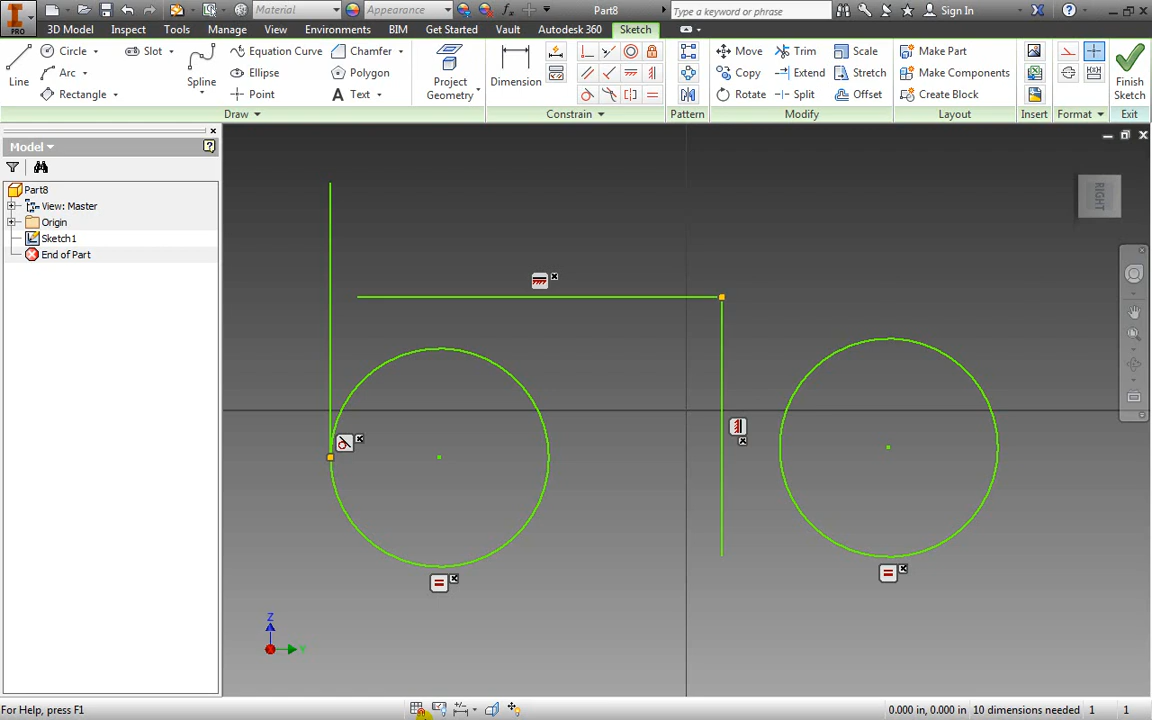 Material
Appearance
Part8
Type a keyword or phrase
Sign In
PRO
3D Model
Inspect
Tools
Manage
View
Environments
BIM
Get Started
Vault
Autodesk 360
Sketch
Line
Circle
Arc
Rectangle
Slot
Spline
Equation Curve
Ellipse
Point
Chamfer
Polygon
Text
Project Geometry
Dimension
Move
Copy
Rotate
Trim
Extend
Split
Scale
Stretch
Offset
Make Part
Make Components
Create Block
Finish Sketch
Draw
Constrain
Pattern
Modify
Layout
Insert
Format
Exit
Model
Part8
View: Master
Origin
Sketch1
End of Part
RIGHT
Z
Y
For Help, press F1
0.000 in, 0.000 in
10 dimensions needed
1
1